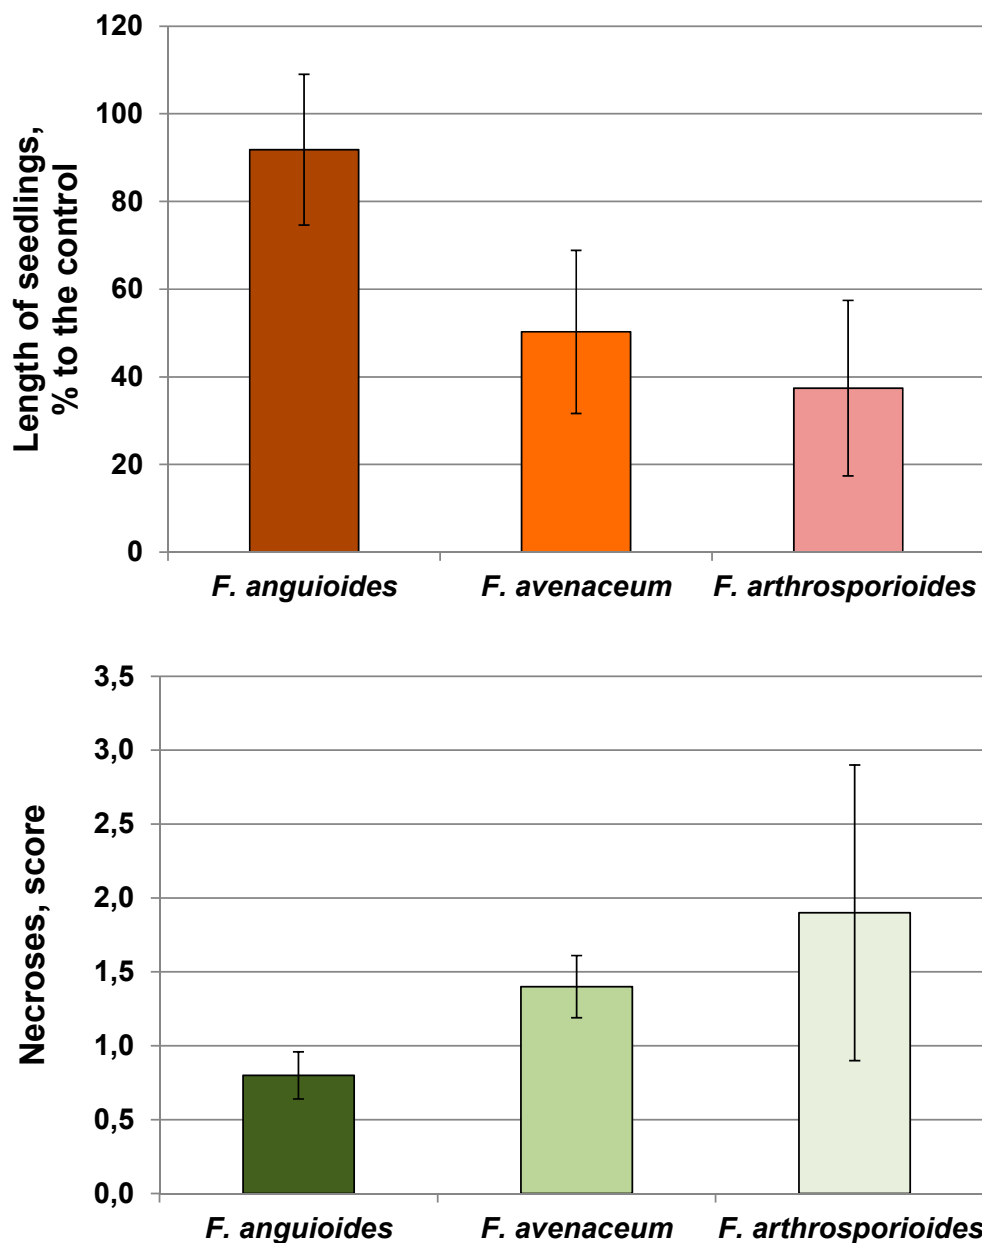 120
100
80
60
40
20
0
Length of seedlings,
% to the control
F. anguioides
F. avenaceum
F. arthrosporioides
3,5
3,0
2,5
2,0
1,5
1,0
0,5
0,0
Necroses, score
F. anguioides
F. avenaceum
F. arthrosporioides